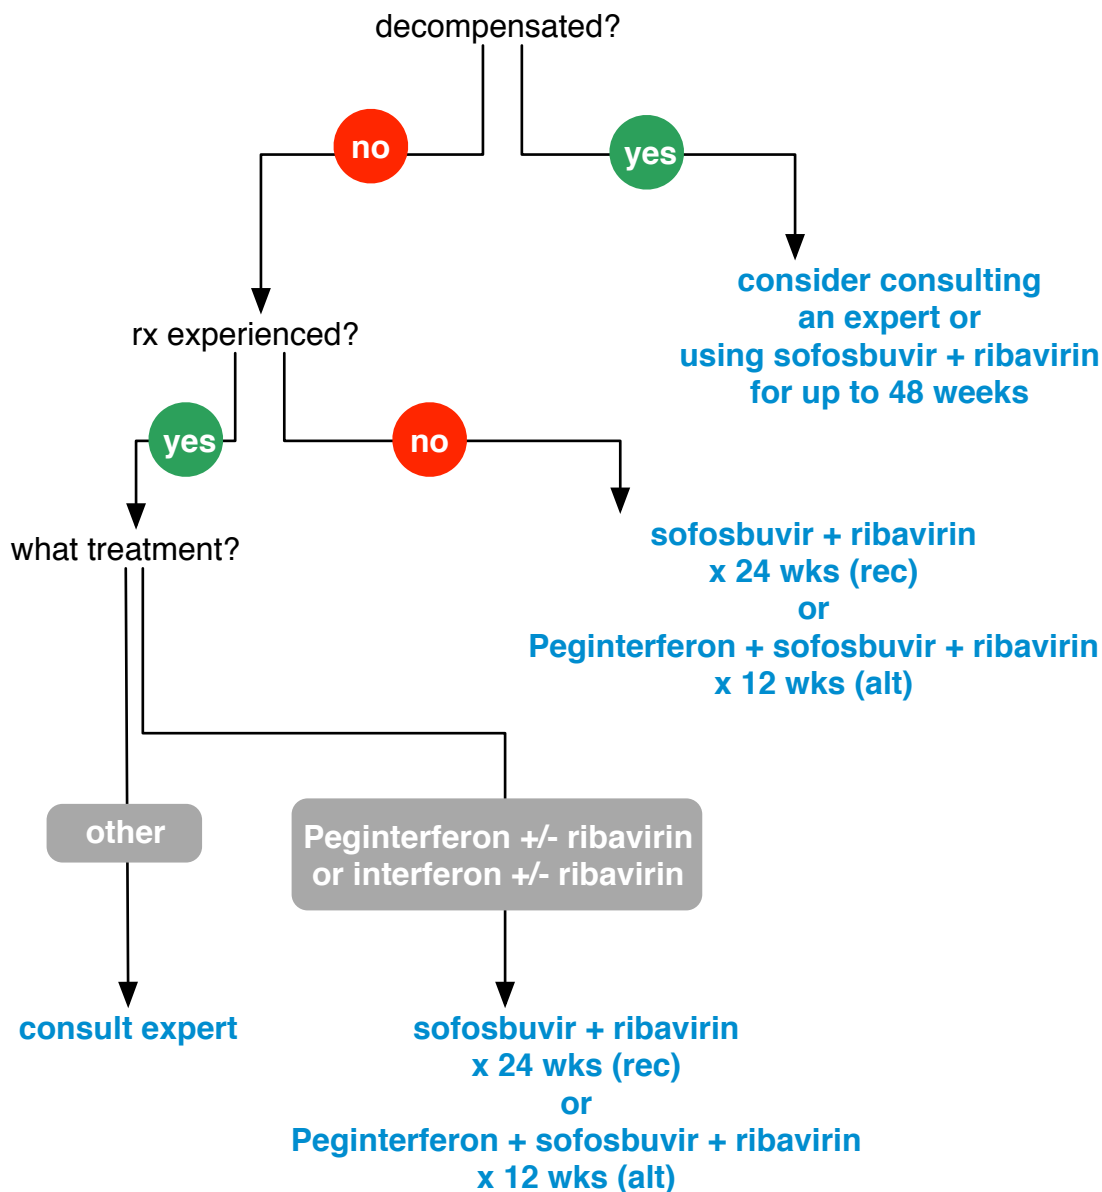 decompensated?
no
yes
consider consulting
an expert or
using sofosbuvir + ribavirin
for up to 48 weeks
rx experienced?
yes
no
what treatment?
sofosbuvir + ribavirin
x 24 wks (rec)
or
Peginterferon + sofosbuvir + ribavirin
x 12 wks (alt)
other
Peginterferon +/- ribavirin
or interferon +/- ribavirin
consult expert
sofosbuvir + ribavirin
x 24 wks (rec)
or
Peginterferon + sofosbuvir + ribavirin
x 12 wks (alt)